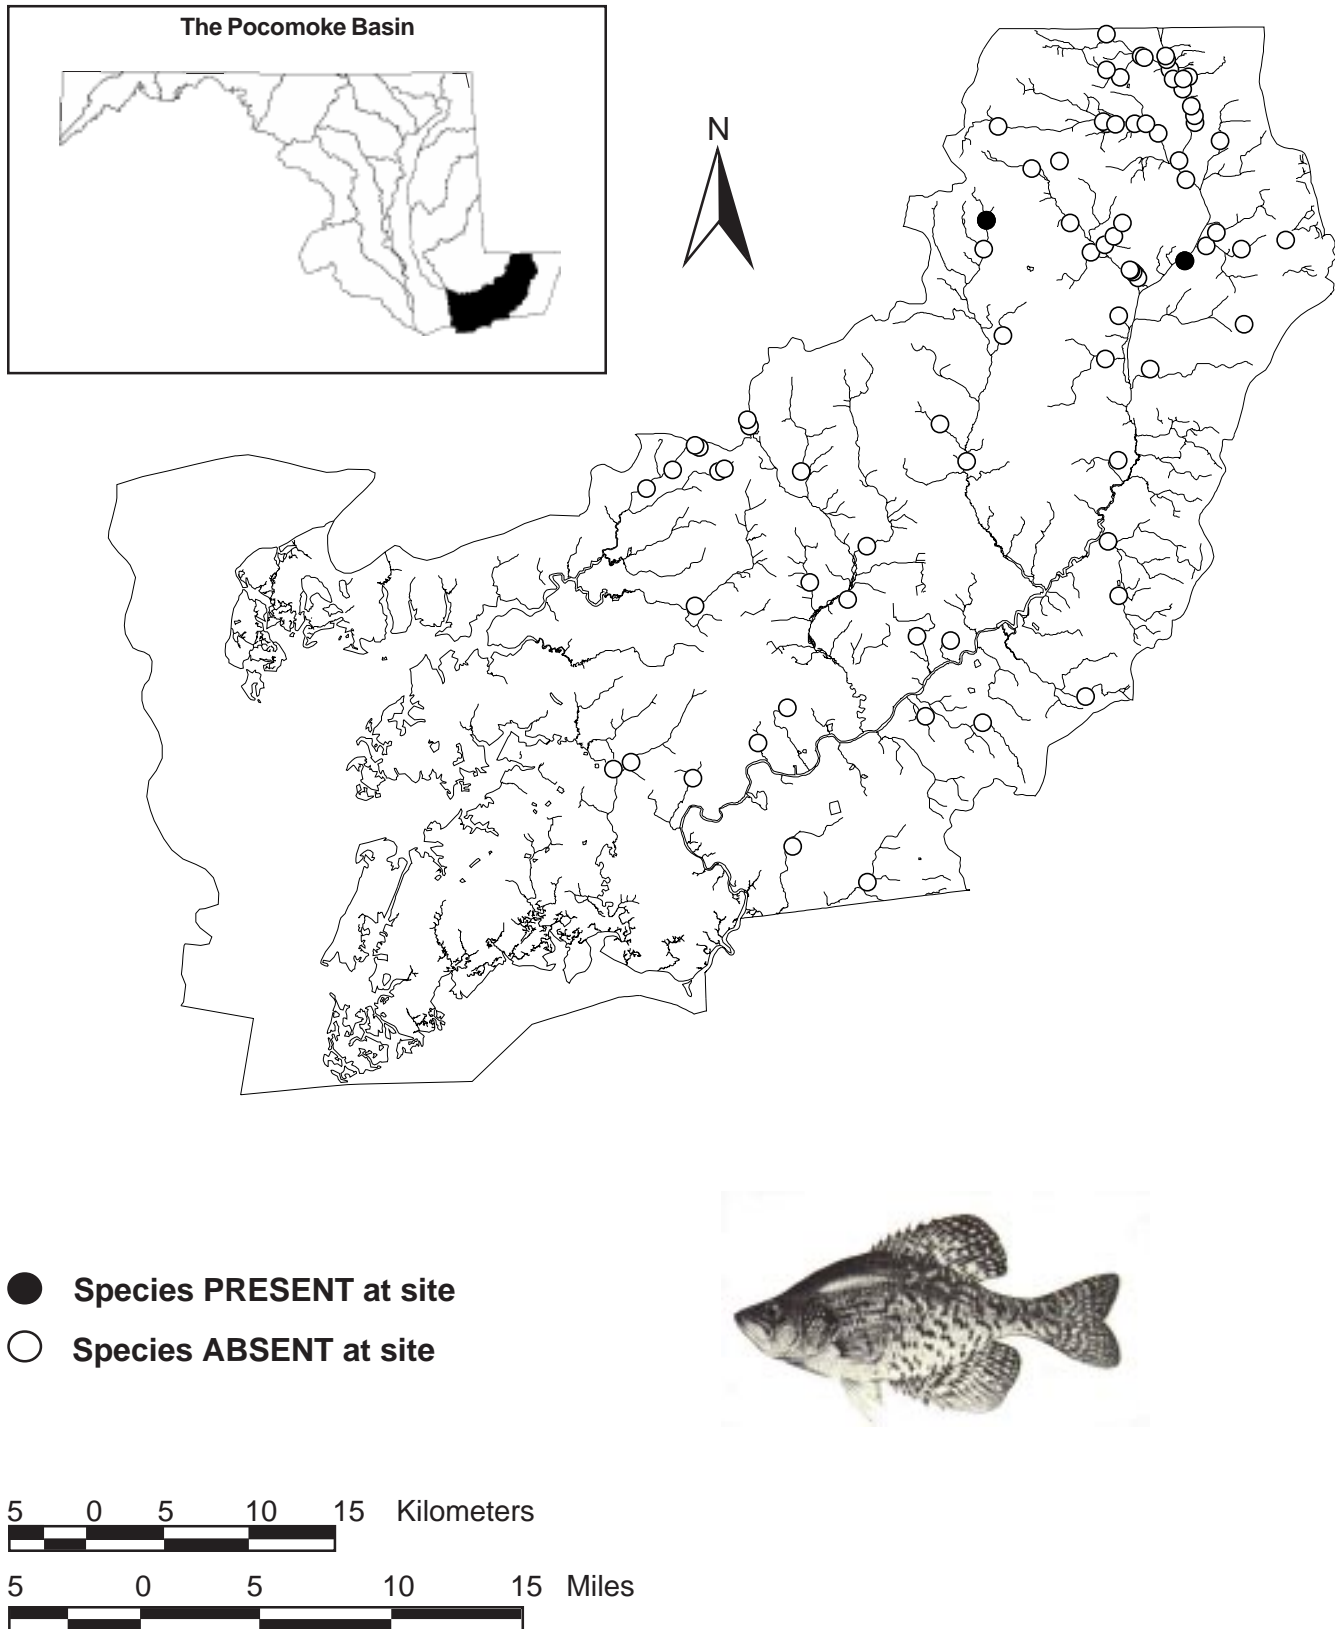 The Pocomoke Basin
N
Species PRESENT at site
Species ABSENT at site
5 0 5 10 15 Kilometers
5 0 5 10 15 Miles